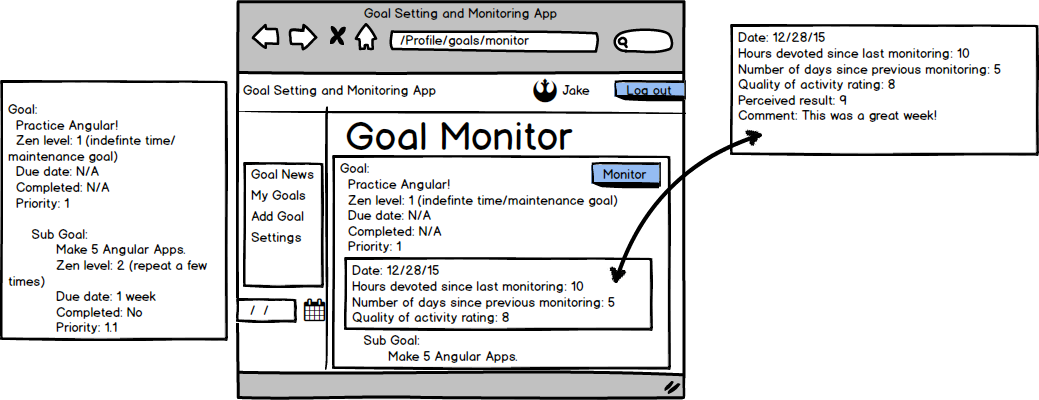 Goal Setting and Monitoring App
/Profile/goals/monitor
Goal Setting and Monitoring App
Jake
Log out
Goal Monitor
Goal News
My Goals
Add Goal
Settings
/ /
Goal:
Practice Angular!
Zen level: 1 (indefinte time/maintenance goal)
Due date: N/A
Completed: N/A
Priority: 1
Monitor
Date: 12/28/15
Hours devoted since last monitoring: 10
Number of days since previous monitoring: 5
Quality of activity rating: 8
Sub Goal:
Make 5 Angular Apps.
Goal:
Practice Angular!
Zen level: 1 (indefinte time/
maintenance goal)
Due date: N/A
Completed: N/A
Priority: 1
Sub Goal:
Make 5 Angular Apps.
Zen level: 2 (repeat a few
times)
Due date: 1 week
Completed: No
Priority: 1.1
Date: 12/28/15
Hours devoted since last monitoring: 10
Number of days since previous monitoring: 5
Quality of activity rating: 8
Perceived result: 9
Comment: This was a great week!